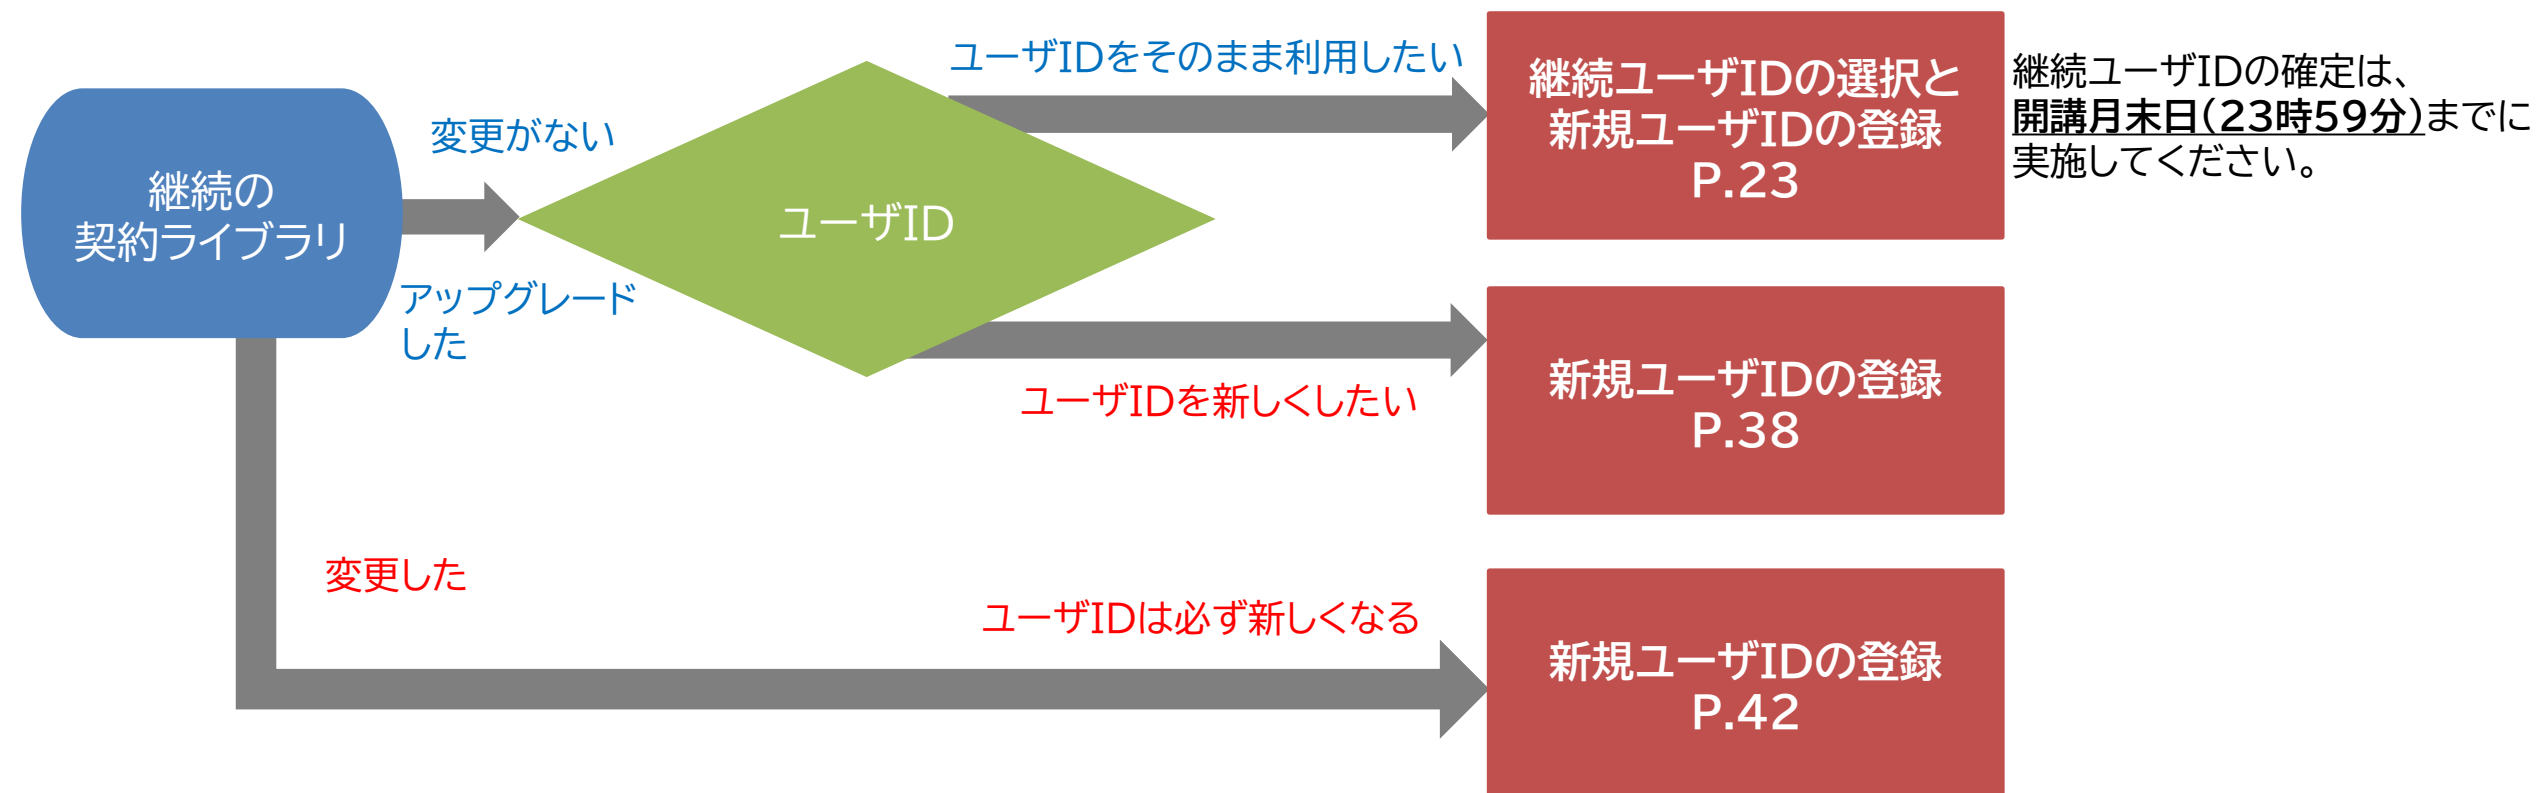 継続の
契約ライブラリ
変更がない
アップグレード
した
ユーザID
ユーザIDをそのまま利用したい
継続ユーザIDの選択と
新規ユーザIDの登録
P.23
継続ユーザIDの確定は、
開講月末日(23時59分)までに
実施してください。
ユーザIDを新しくしたい
新規ユーザIDの登録
P.38
変更した
ユーザIDは必ず新しくなる
新規ユーザIDの登録
P.42